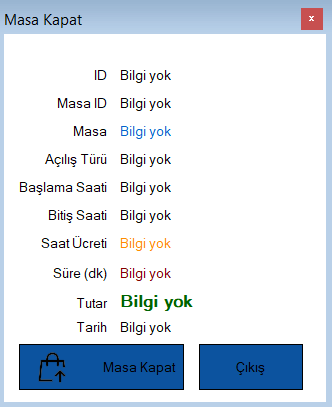 Masa Kapat
x
ID Bilgi yok
Masa ID Bilgi yok
Masa Bilgi yok
Açılış Türü Bilgi yok
Başlama Saati Bilgi yok
Bitiş Saati Bilgi yok
Saat Ücreti Bilgi yok
Süre (dk) Bilgi yok
Tutar Bilgi yok
Tarih Bilgi yok
Masa Kapat Çıkış